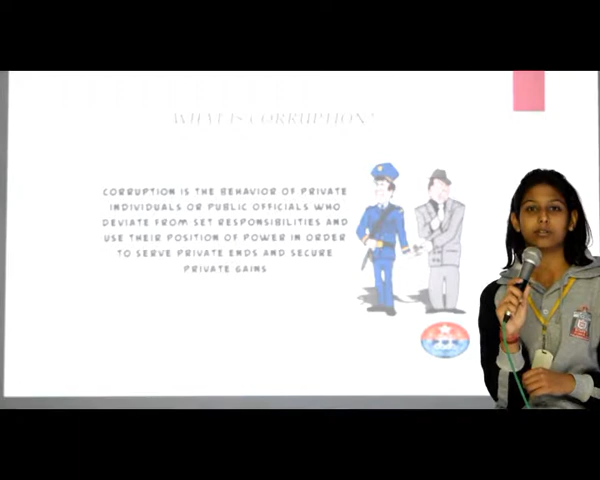 WHAT IS CORRUPTION?
CORRUPTION IS THE BEHAVIOR OF PRIVATE
INDIVIDUALS OR PUBLIC OFFICIALS WHO
DEVIATE FROM SET RESPONSIBILITIES AND
USE THEIR POSITION OF POWER IN ORDER
TO SERVE PRIVATE ENDS AND SECURE
PRIVATE GAINS